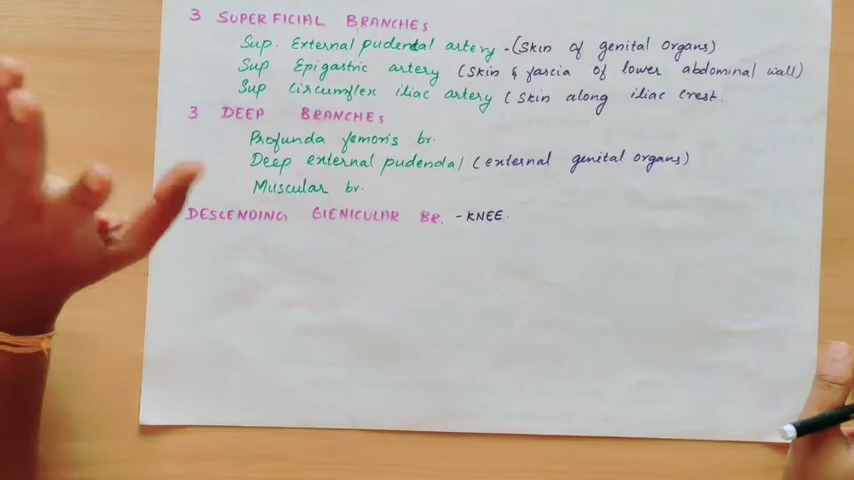 3 SUPERFICIAL BRANCHES
Sup. External pudendal artery - (skin of genital organs)
Sup Epigastric artery (skin & fascia of lower abdominal wall)
Sup circumflex iliac artery (skin along iliac crest.
3 DEEP BRANCHES
Profunda femoris br.
Deep external pudendal (external genital organs)
Muscular br.
DESCENDING GENICULAR BR. - KNEE.